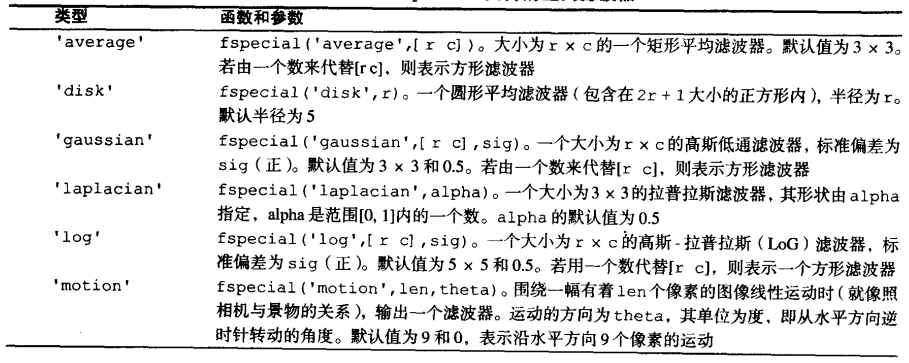 类型 函数和参数
'average' fspecial('average',[ r c])。大小为 r × c 的一个矩形平均滤波器。默认值为 3 × 3。
若由一个数来代替[r c]，则表示方形滤波器
'disk' fspecial('disk',r)。一个圆形平均滤波器（包含在 2r + 1 大小的正方形内），半径为 r。
默认半径为 5
'gaussian' fspecial('gaussian',[ r c],sig)。一个大小为 r × c 的高斯低通滤波器，标准偏差为
sig（正）。默认值为 3 × 3 和 0.5。若由一个数来代替[r c]，则表示方形滤波器
'laplacian' fspecial('laplacian',alpha)。一个大小为 3 × 3 的拉普拉斯滤波器，其形状由 alpha
指定，alpha 是范围[0, 1]内的一个数。alpha 的默认值为 0.5
'log' fspecial('log',[ r c],sig)。一个大小为 r × c 的高斯 - 拉普拉斯（LoG）滤波器，标
准偏差为 sig（正）。默认值为 5 × 5 和 0.5。若用一个数代替[r c]，则表示一个方形滤波器
'motion' fspecial('motion',len,theta)。围绕一幅有着 len 个像素的图像线性运动时（就像照
相机与景物的关系），输出一个滤波器。运动的方向为 theta，其单位为度，即从水平方向逆
时针转动的角度。默认值为 9 和 0，表示沿水平方向 9 个像素的运动